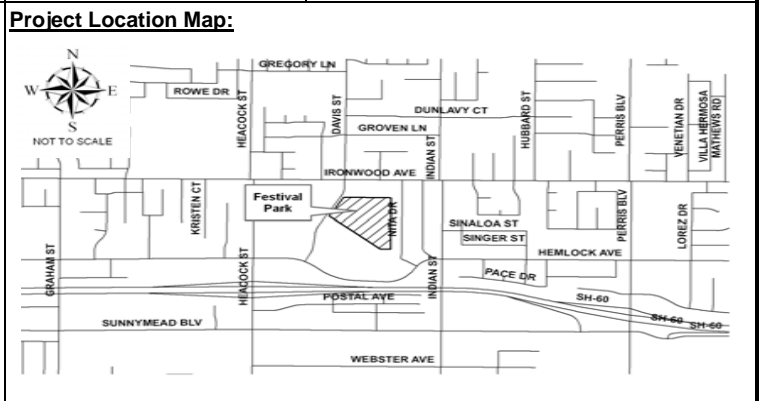 Project Location Map:
N
W E
S
NOT TO SCALE
GREGORY LN
ROWE DR
HEACOCK ST
DAVIS ST
DUNLAVY CT
GROVEN LN
INDIAN ST
HUBBARD ST
PERRIS BLV
VENETIAN DR
VILLA HERMOSA
MATHEWS RD
IRONWOOD AVE
KRISTEN CT
Festival
Park
NITA DR
SINALOA ST
SINGER ST
PERRIS BLV
LOREZ DR
HEMLOCK AVE
GRAHAM ST
HEACOCK ST
INDIAN ST
PACE DR
POSTAL AVE
SH-60
SH-60
SH-60
SUNNYMEAD BLV
WEBSTER AVE